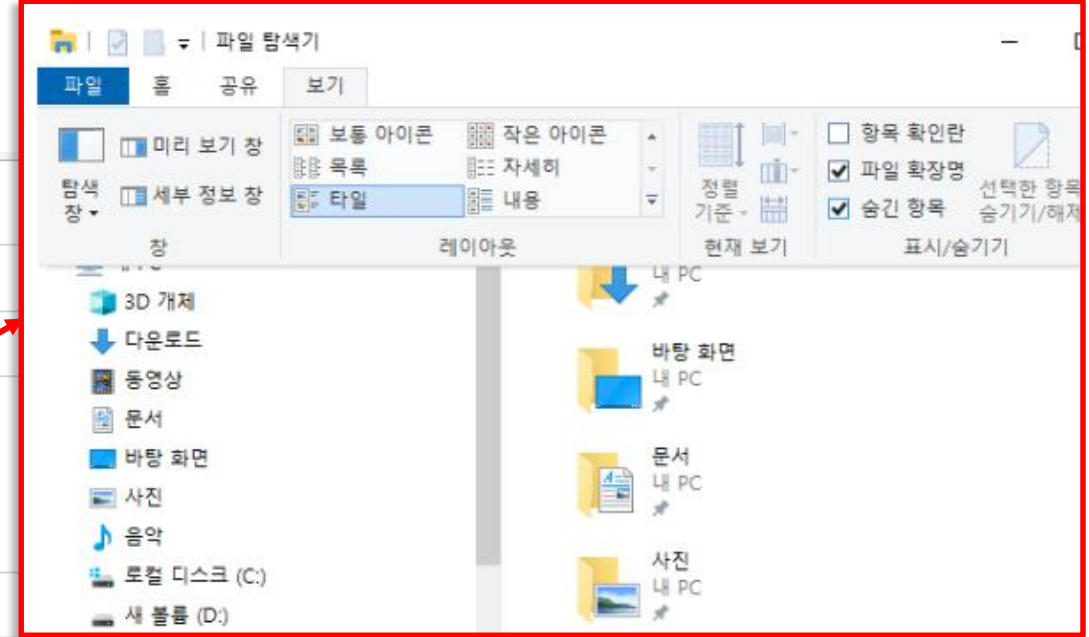 파일 탐색기
파일 홈 공유 보기
탐색 창
미리 보기 창
세부 정보 창
창
보통 아이콘 작은 아이콘
목록 자세히
타일 내용
레이아웃
정렬 기준
현재 보기
항목 확인란
파일 확장명
숨긴 항목
선택한 항목
숨기기/해제
표시/숨기기
3D 개체
다운로드
동영상
문서
바탕 화면
사진
음악
로컬 디스크 (C:)
새 볼륨 (D:)
내 PC
바탕 화면
내 PC
문서
내 PC
사진
내 PC